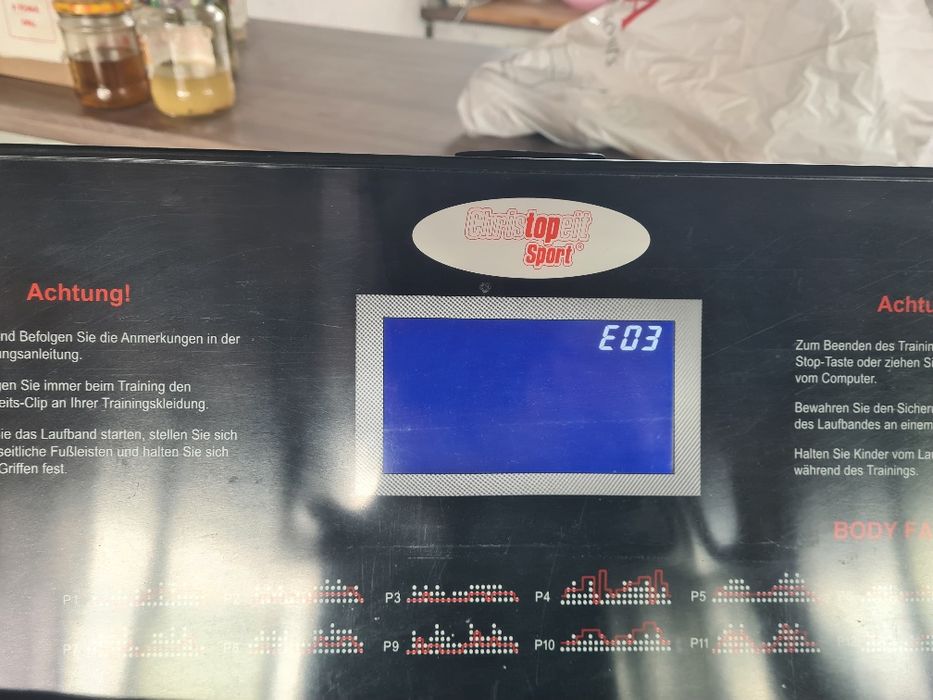 Christopeit
Sport®
E03
Achtung!
nd Befolgen Sie die Anmerkungen in der
ungsanleitung.
gen Sie immer beim Training den
eits-Clip an Ihrer Trainingskleidung.
ie das Laufband starten, stellen Sie sich
seitliche Fußleisten und halten Sie sich
Griffen fest.
Achtu
Zum Beenden des Trainin
Stop-Taste oder ziehen Si
vom Computer.
Bewahren Sie den Sicher
des Laufbandes an einem
Halten Sie Kinder vom Lau
während des Trainings.
BODY FA
P1 P3 P4 P5
P8 P9 P10 P11